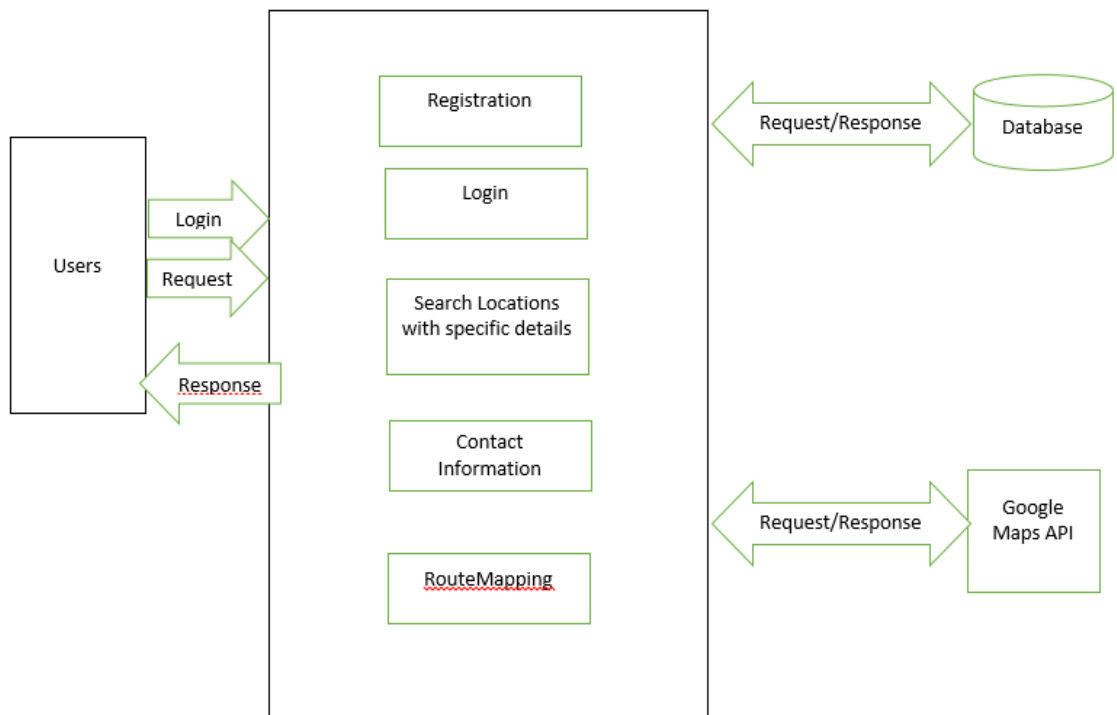 Users
Login
Request
Response
Registration
Login
Search Locations
with specific details
Contact
Information
RouteMapping
Request/Response
Database
Request/Response
Google
Maps API